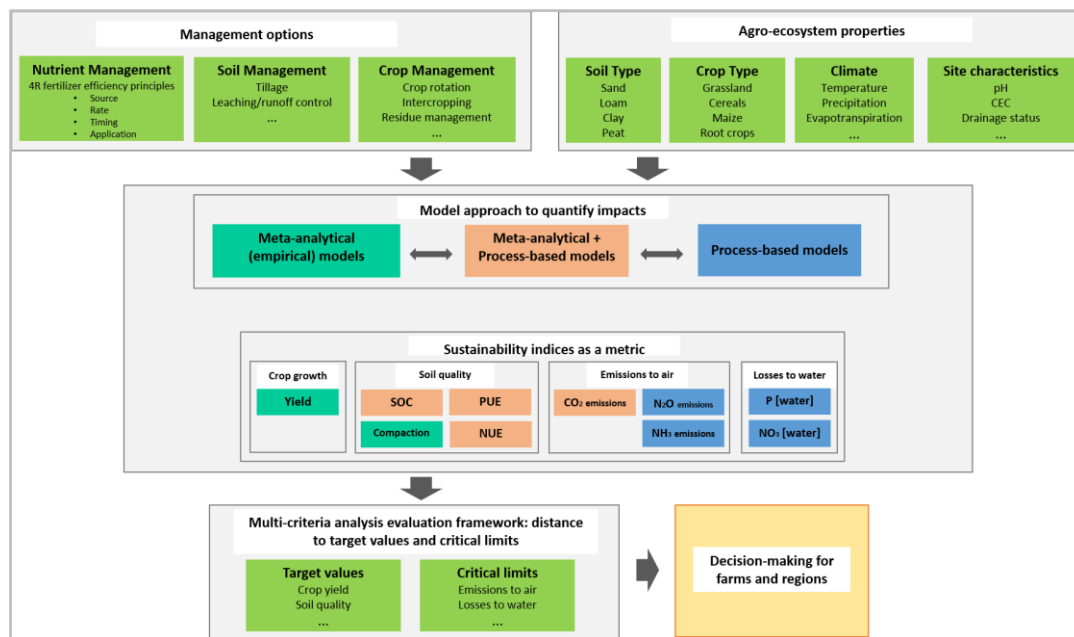 Management options
Nutrient Management
4R fertilizer efficiency principles
• Source
• Rate
• Timing
• Application
Soil Management
Tillage
Leaching/runoff control
...
Crop Management
Crop rotation
Intercropping
Residue management
...
Agro-ecosystem properties
Soil Type
Sand
Loam
Clay
Peat
Crop Type
Grassland
Cereals
Maize
Root crops
Climate
Temperature
Precipitation
Evapotranspiration
...
Site characteristics
pH
CEC
Drainage status
...
Model approach to quantify impacts
Meta-analytical
(empirical) models
Meta-analytical +
Process-based models
Process-based models
Sustainability indices as a metric
Crop growth
Yield
Soil quality
SOC
PUE
Compaction
NUE
Emissions to air
CO₂ emissions
N₂O emissions
NH₃ emissions
Losses to water
P [water]
NO₃ [water]
Multi-criteria analysis evaluation framework: distance
to target values and critical limits
Target values
Crop yield
Soil quality
...
Critical limits
Emissions to air
Losses to water
...
Decision-making for
farms and regions